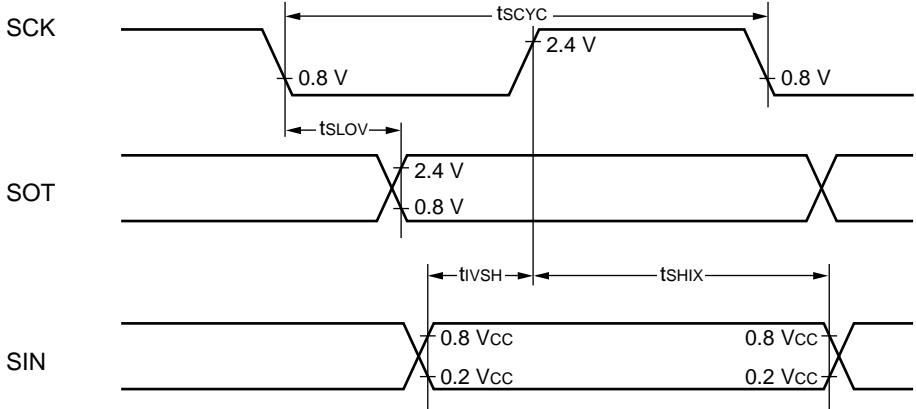 tSCYC
SCK
2.4 V
0.8 V
0.8 V
tSLOV
2.4 V
SOT
0.8 V
tIVSH
tSHIX
0.8 VCC
0.8 VCC
SIN
0.2 VCC
0.2 VCC